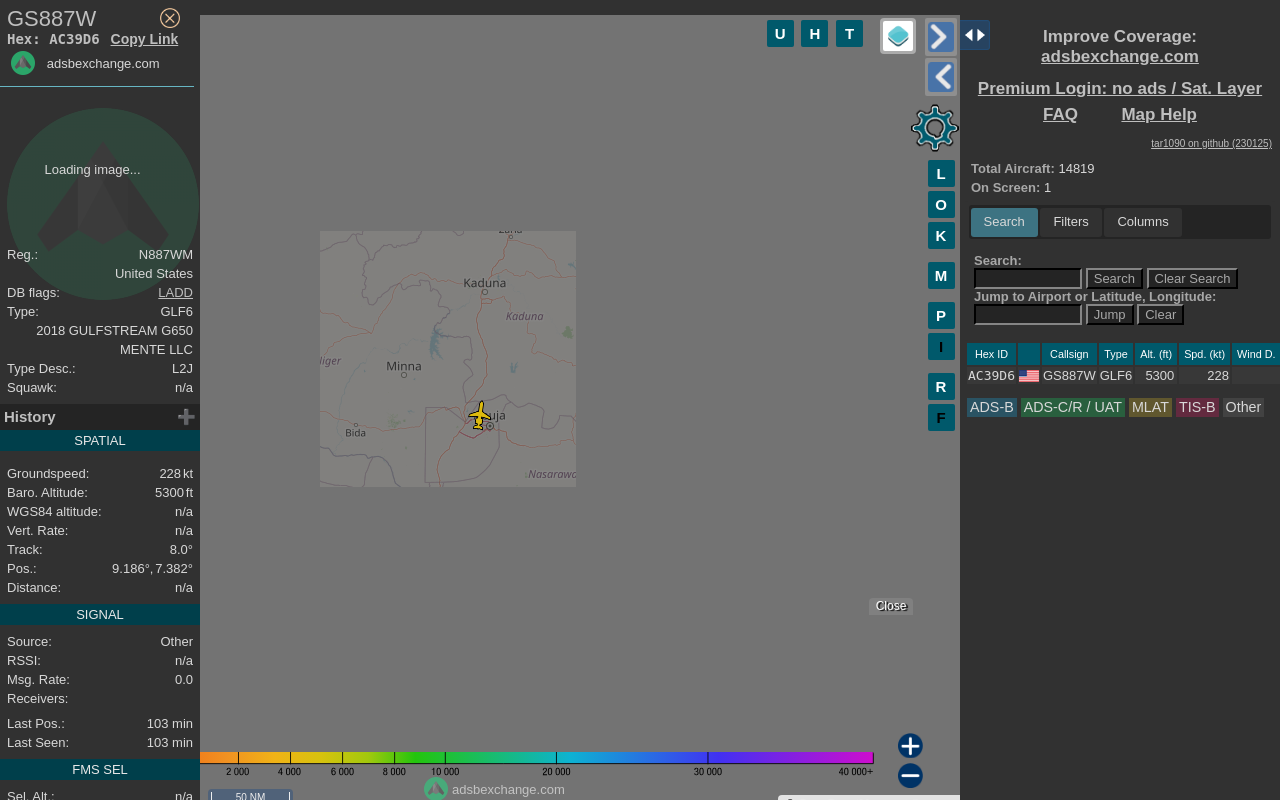 GS887W
Hex: AC39D6 Copy Link
adsbexchange.com
Loading image...
Reg.: N887WM
United States
DB flags: LADD
Type: GLF6
2018 GULFSTREAM G650
MENTE LLC
Type Desc.: L2J
Squawk: n/a
History
SPATIAL
Groundspeed: 228 kt
Baro. Altitude: 5300 ft
WGS84 altitude: n/a
Vert. Rate: n/a
Track: 8.0°
Pos.: 9.186°, 7.382°
Distance: n/a
SIGNAL
Source: Other
RSSI: n/a
Msg. Rate: 0.0
Receivers:
Last Pos.: 103 min
Last Seen: 103 min
FMS SEL
Sel. Alt.: n/a
U H T
L
O
K
M
P
I
R
F
Kaduna
Kaduna
Minna
Bida
Nasarawa
Close
2 000 4 000 6 000 8 000 10 000 20 000 30 000 40 000+
adsbexchange.com
50 NM
Improve Coverage:
adsbexchange.com
Premium Login: no ads / Sat. Layer
FAQ Map Help
tar1090 on github (230125)
Total Aircraft: 14819
On Screen: 1
Search Filters Columns
Search:
Search Clear Search
Jump to Airport or Latitude, Longitude:
Jump Clear
Hex ID Callsign Type Alt. (ft) Spd. (kt) Wind D.
AC39D6 GS887W GLF6 5300 228
ADS-B ADS-C/R / UAT MLAT TIS-B Other